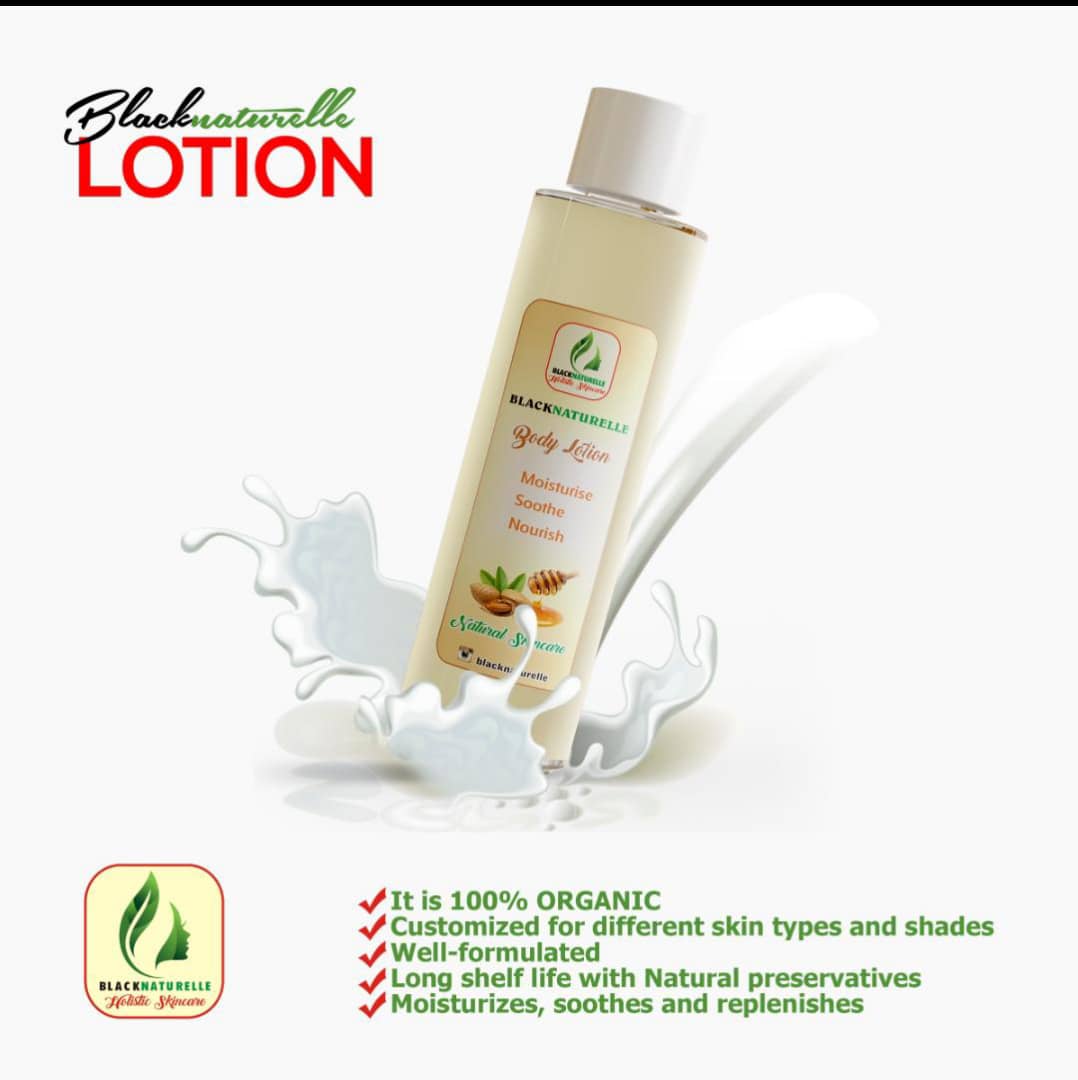 Blacknaturelle
LOTION
BLACKNATURELLE
Holistic Skincare
BLACKNATURELLE
Body Lotion
Moisturise
Soothe
Nourish
Natural Skincare
BLACKNATURELLE
Holistic Skincare
It is 100% ORGANIC
Customized for different skin types and shades
Well-formulated
Long shelf life with Natural preservatives
Moisturizes, soothes and replenishes